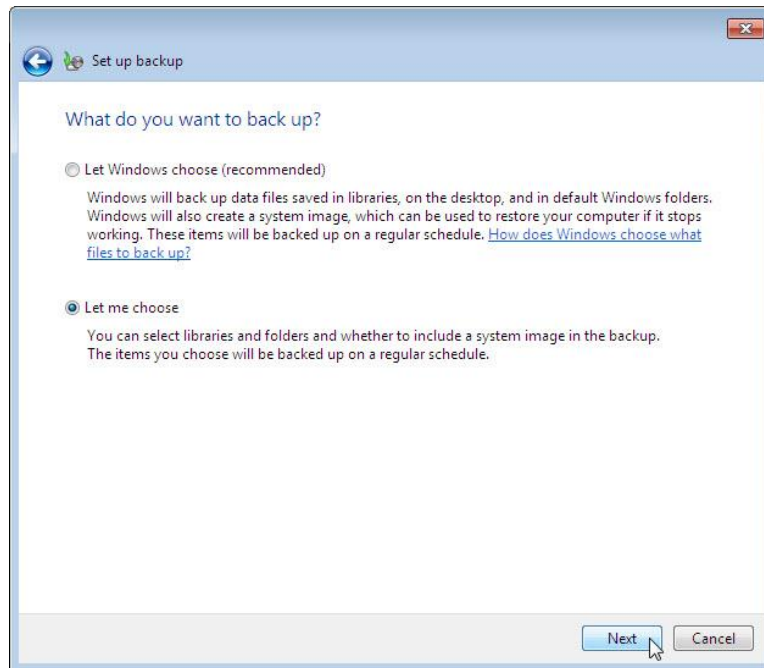 Set up backup
What do you want to back up?
Let Windows choose (recommended)
Windows will back up data files saved in libraries, on the desktop, and in default Windows folders.
Windows will also create a system image, which can be used to restore your computer if it stops
working. These items will be backed up on a regular schedule. How does Windows choose what
files to back up?
Let me choose
You can select libraries and folders and whether to include a system image in the backup.
The items you choose will be backed up on a regular schedule.
Next Cancel